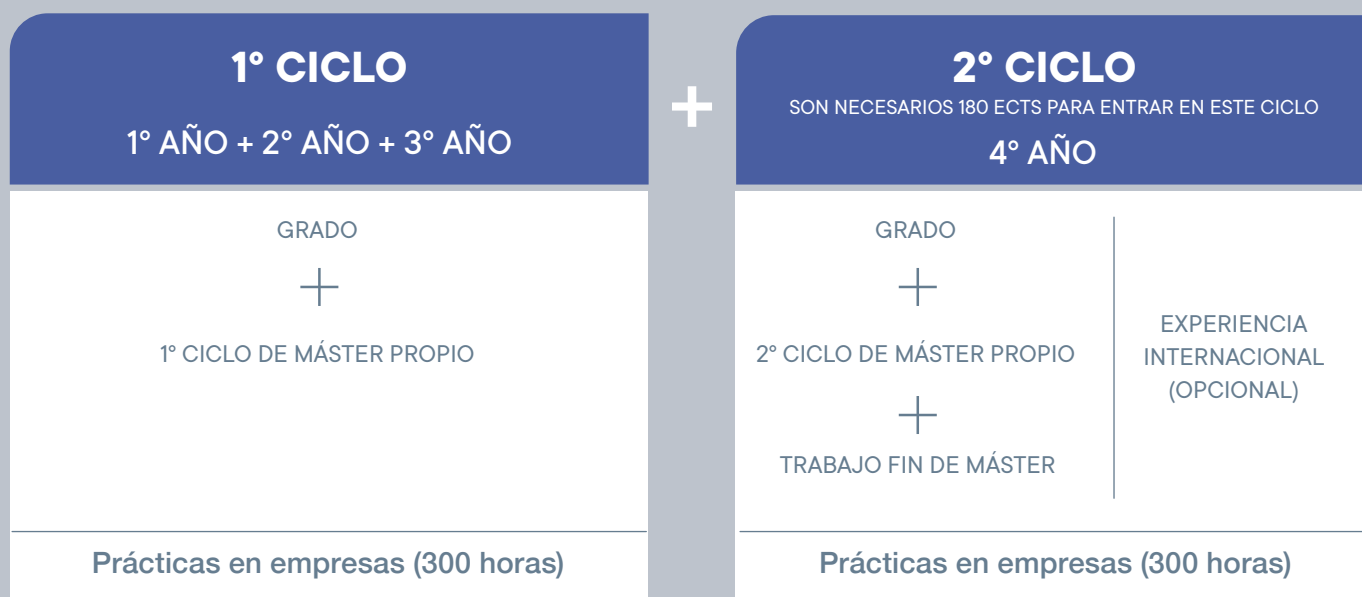 1° CICLO
1° AÑO + 2° AÑO + 3° AÑO
GRADO
+
1° CICLO DE MÁSTER PROPIO
Prácticas en empresas (300 horas)
+
2° CICLO
SON NECESARIOS 180 ECTS PARA ENTRAR EN ESTE CICLO
4° AÑO
GRADO
+
2° CICLO DE MÁSTER PROPIO
+
TRABAJO FIN DE MÁSTER
EXPERIENCIA
INTERNACIONAL
(OPCIONAL)
Prácticas en empresas (300 horas)